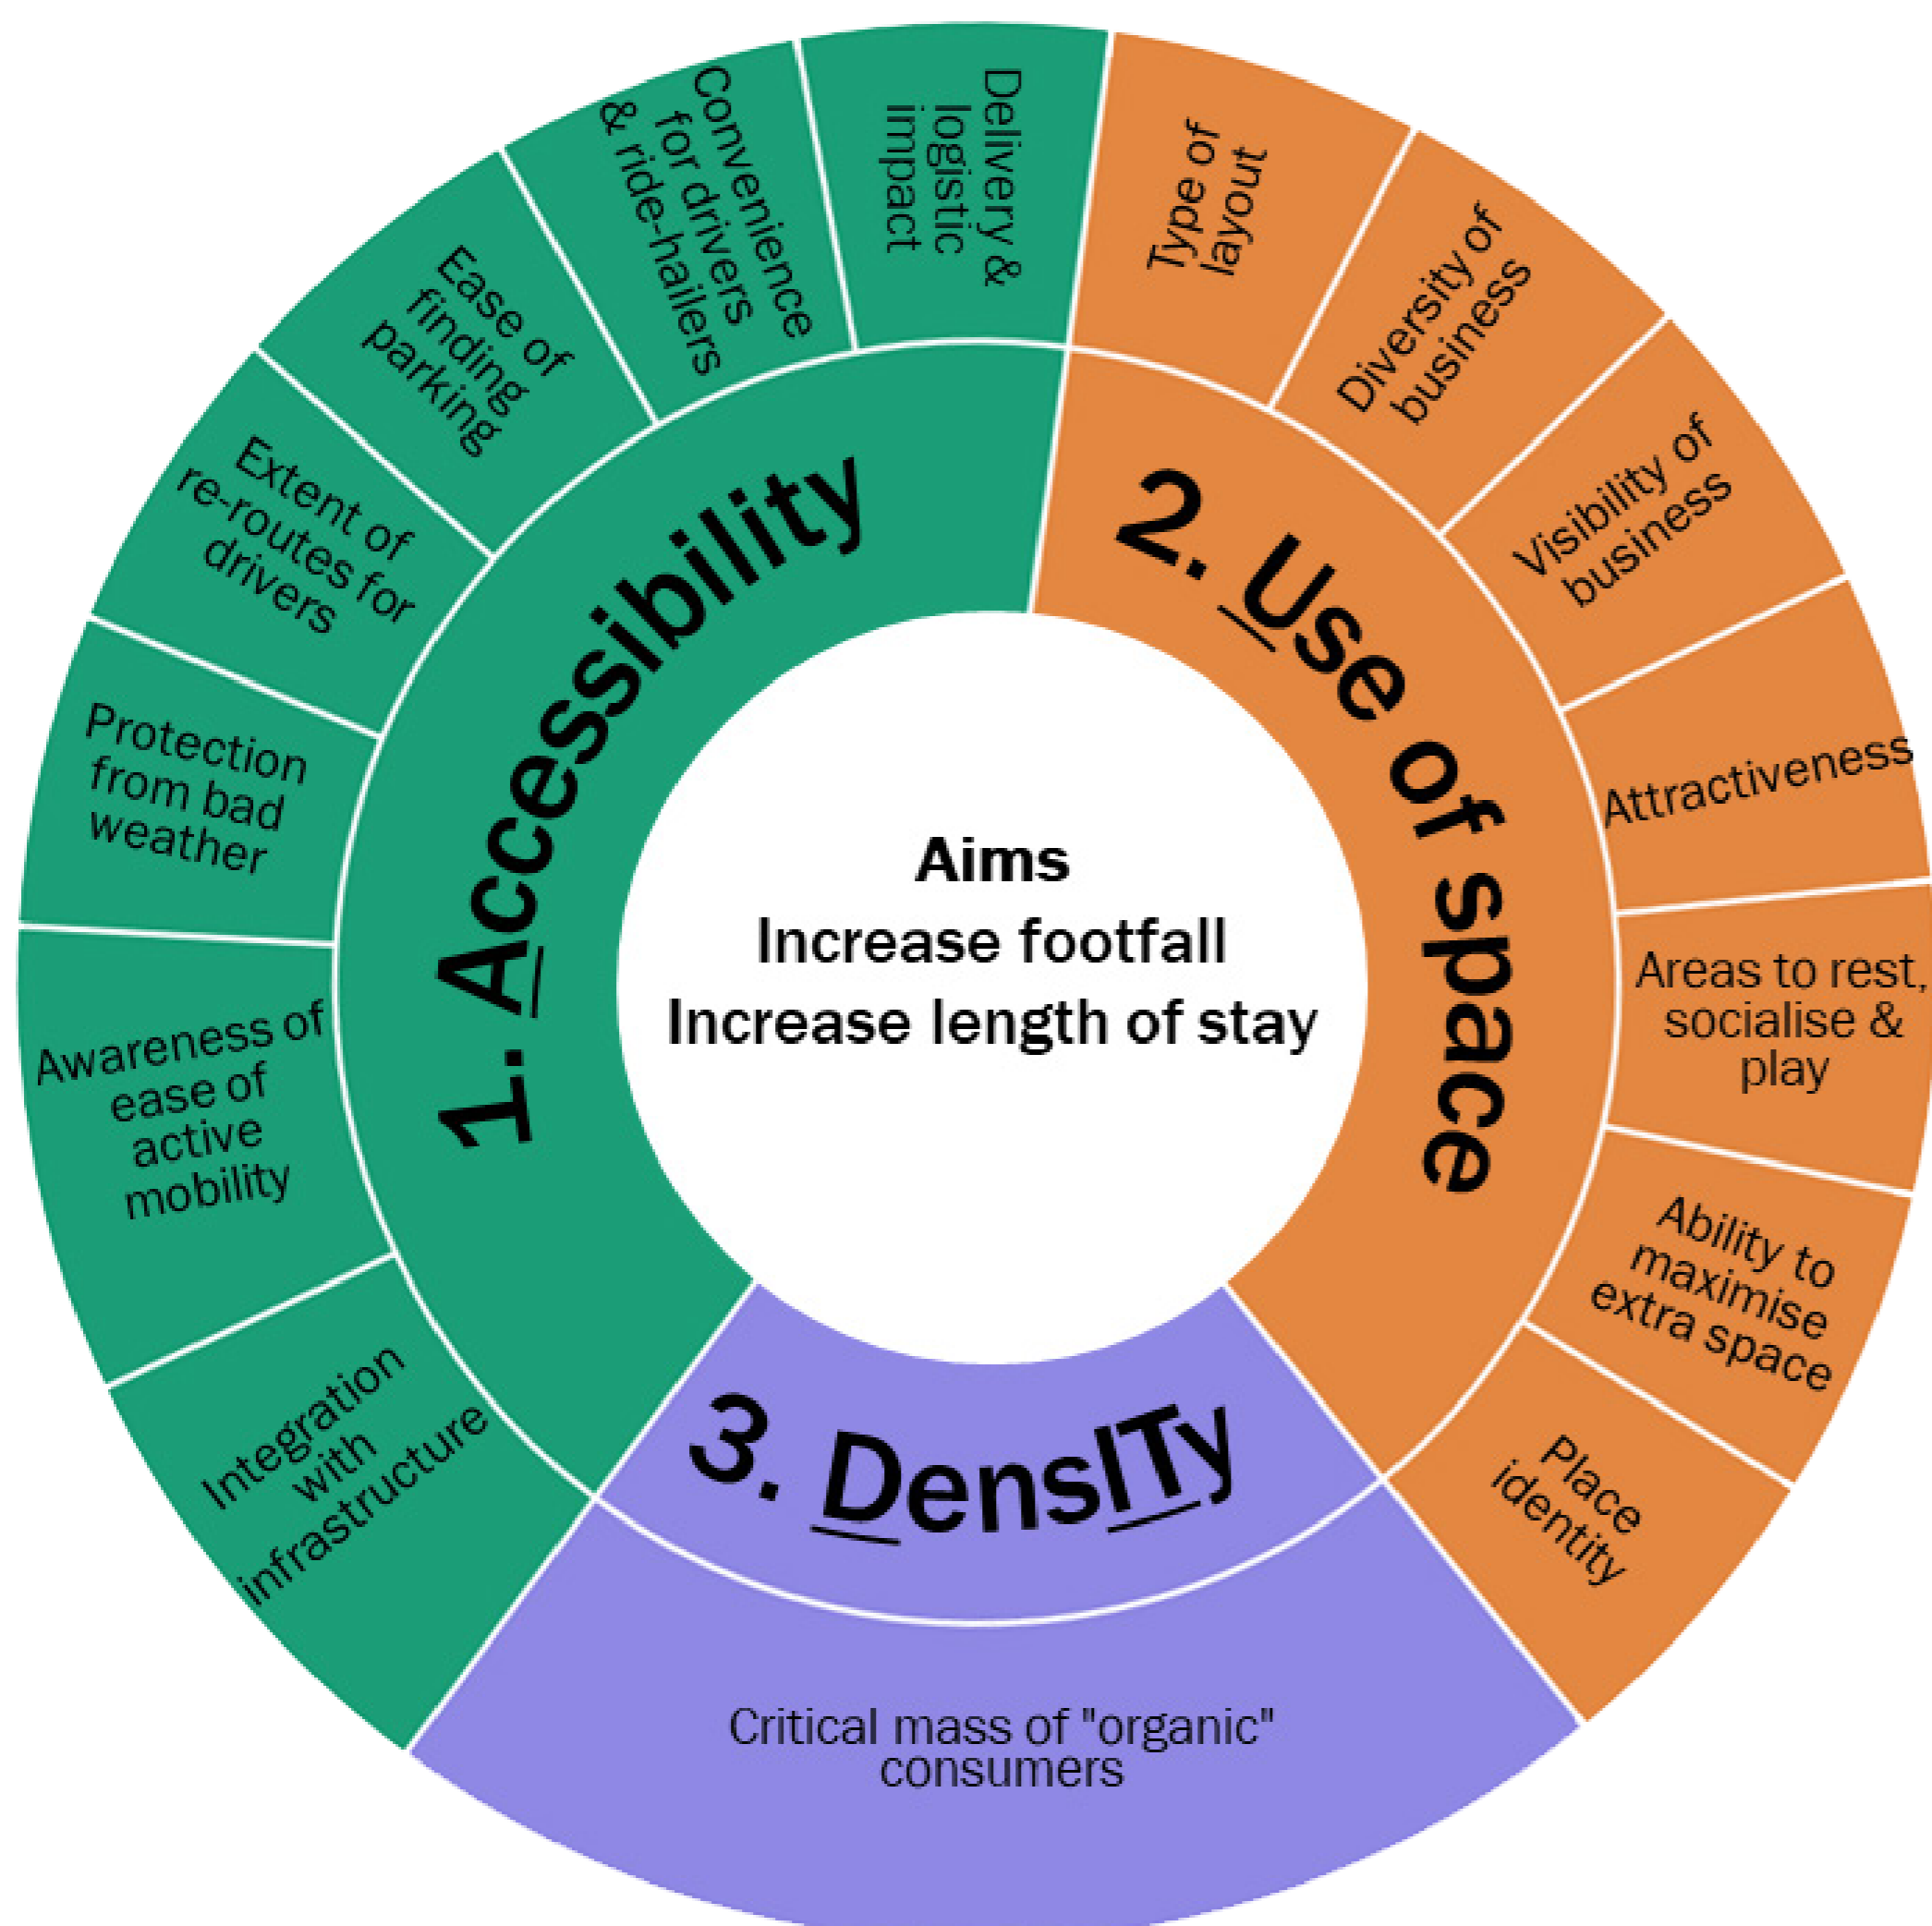 Aims
Increase footfall
Increase length of stay
1. Accessibility
Integration
with
infrastructure
Awareness of
ease of
active
mobility
Protection
from bad
weather
Extent of
re-routes for
drivers
Ease of
finding
parking
Convenience
for drivers
& ride-hailers
Delivery &
logistic
impact
2. Use of space
Type of
layout
Diversity of
business
Visibility of
business
Attractiveness
Areas to rest,
socialise &
play
Ability to
maximise
extra space
Place
identity
3. DensITy
Critical mass of "organic"
consumers